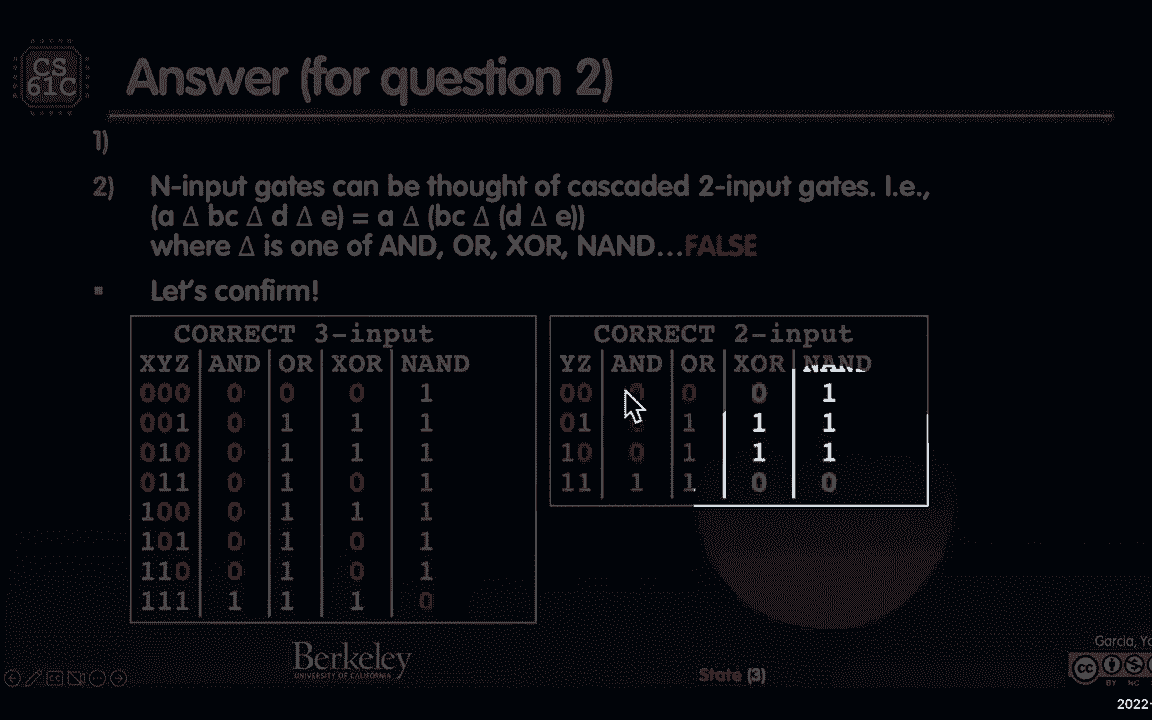 CS
61C
Answer (for question 2)
1)
2) N-input gates can be thought of cascaded 2-input gates. I.e.,
(a Δ bc Δ d Δ e) = a Δ (bc Δ (d Δ e))
where Δ is one of AND, OR, XOR, NAND…FALSE
▪ Let's confirm!
CORRECT 3-input
XYZ AND OR XOR NAND
000 0 0 0 1
001 0 1 1 1
010 0 1 1 1
011 0 1 0 1
100 0 1 1 1
101 0 1 0 1
110 0 1 0 1
111 1 1 1 0
CORRECT 2-input
YZ AND OR XOR NAND
00 0 0 0 1
01 1 1 1
10 0 1 1 1
11 1 1 0 0
Berkeley
UNIVERSITY OF CALIFORNIA
State (3)
Garcia,
cc
BY NC
2022-